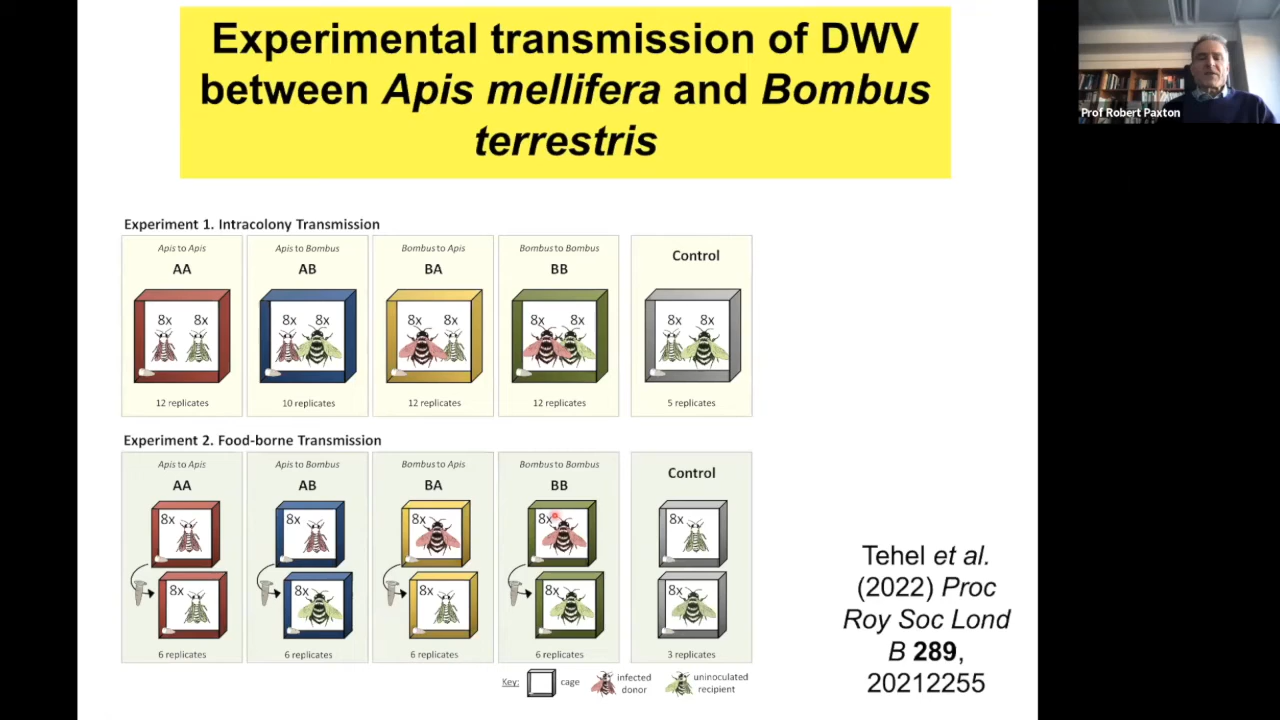 Experimental transmission of DWV
between Apis mellifera and Bombus
terrestris
Prof Robert Paxton
Experiment 1. Intracolony Transmission
Apis to Apis
AA
8x 8x
12 replicates
Apis to Bombus
AB
8x 8x
10 replicates
Bombus to Apis
BA
8x 8x
12 replicates
Bombus to Bombus
BB
8x 8x
12 replicates
Control
8x 8x
5 replicates
Experiment 2. Food-borne Transmission
Apis to Apis
AA
8x
8x
6 replicates
Apis to Bombus
AB
8x
8x
6 replicates
Bombus to Apis
BA
8x
8x
6 replicates
Bombus to Bombus
BB
8x
8x
6 replicates
Control
8x
8x
3 replicates
Key:
cage
infected
donor
uninoculated
recipient
Tehel et al.
(2022) Proc
Roy Soc Lond
B 289,
20212255